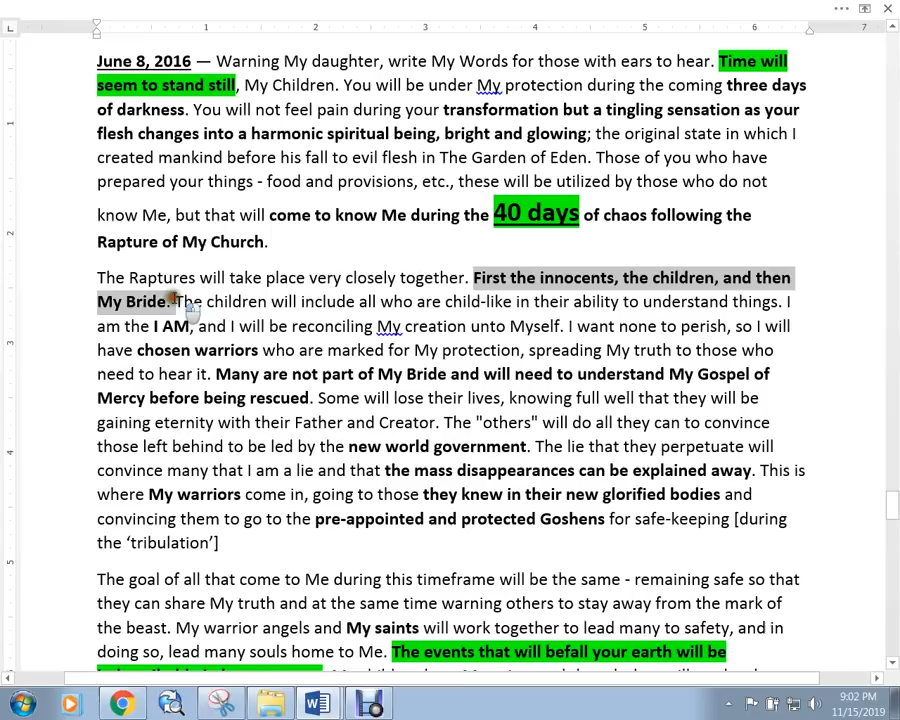 1 2 3 4 5 6 7
June 8, 2016 — Warning My daughter, write My Words for those with ears to hear. Time will
seem to stand still, My Children. You will be under My protection during the coming three days
of darkness. You will not feel pain during your transformation but a tingling sensation as your
flesh changes into a harmonic spiritual being, bright and glowing; the original state in which I
created mankind before his fall to evil flesh in The Garden of Eden. Those of you who have
prepared your things - food and provisions, etc., these will be utilized by those who do not
know Me, but that will come to know Me during the 40 days of chaos following the
Rapture of My Church.
The Raptures will take place very closely together. First the innocents, the children, and then
My Bride. The children will include all who are child-like in their ability to understand things. I
am the I AM, and I will be reconciling My creation unto Myself. I want none to perish, so I will
have chosen warriors who are marked for My protection, spreading My truth to those who
need to hear it. Many are not part of My Bride and will need to understand My Gospel of
Mercy before being rescued. Some will lose their lives, knowing full well that they will be
gaining eternity with their Father and Creator. The "others" will do all they can to convince
those left behind to be led by the new world government. The lie that they perpetuate will
convince many that I am a lie and that the mass disappearances can be explained away. This is
where My warriors come in, going to those they knew in their new glorified bodies and
convincing them to go to the pre-appointed and protected Goshens for safe-keeping [during
the ‘tribulation’]
The goal of all that come to Me during this timeframe will be the same - remaining safe so that
they can share My truth and at the same time warning others to stay away from the mark of
the beast. My warrior angels and My saints will work together to lead many to safety, and in
doing so, lead many souls home to Me. The events that will befall your earth will be
9:02 PM
11/15/2019